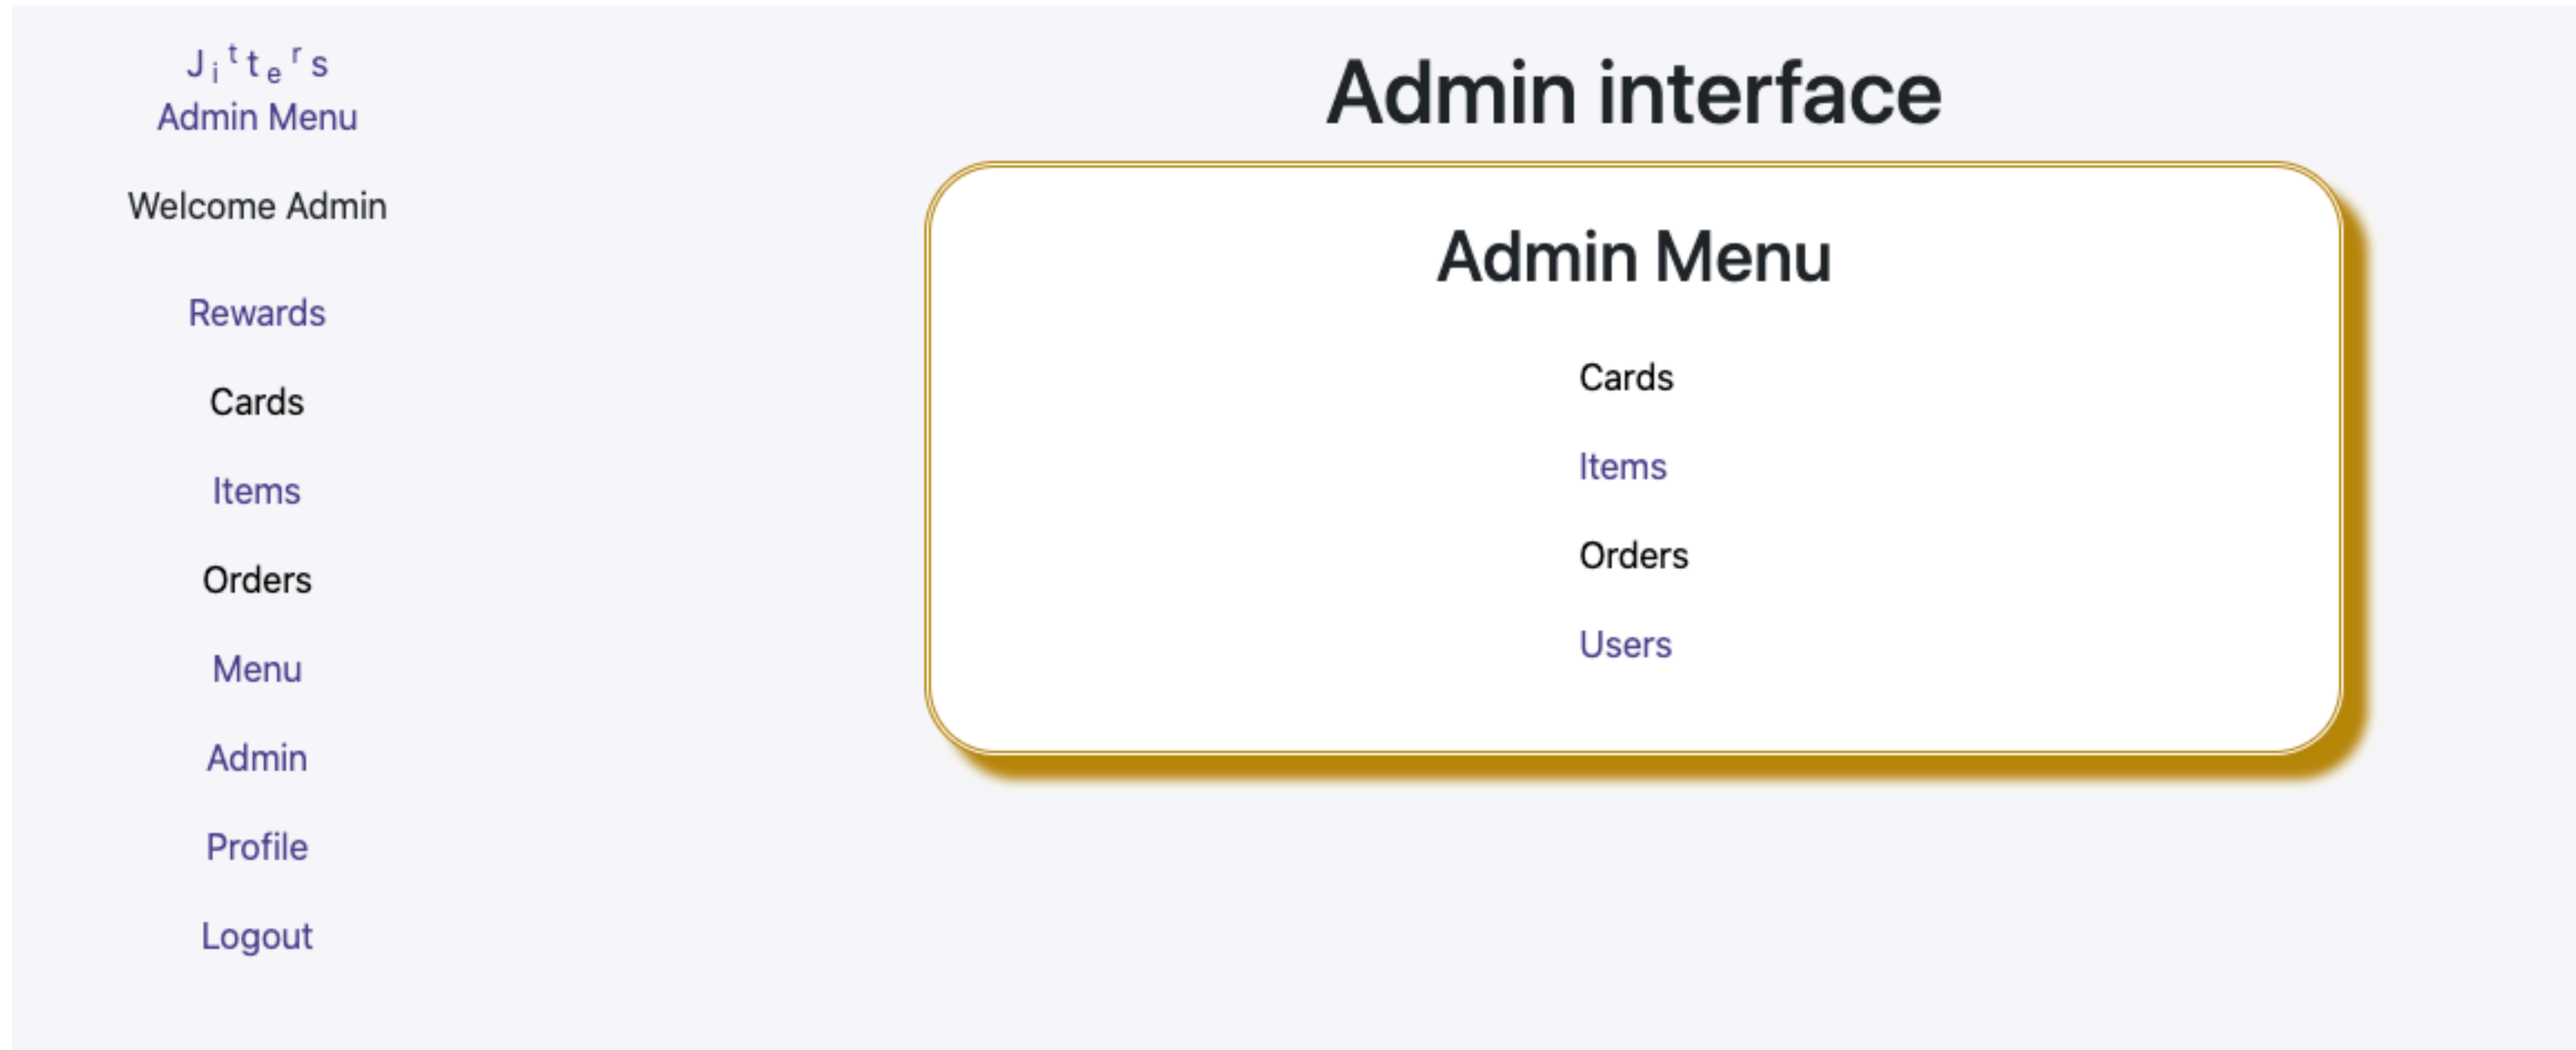 Jitters
Admin Menu
Welcome Admin
Rewards
Cards
Items
Orders
Menu
Admin
Profile
Logout
Admin interface
Admin Menu
Cards
Items
Orders
Users